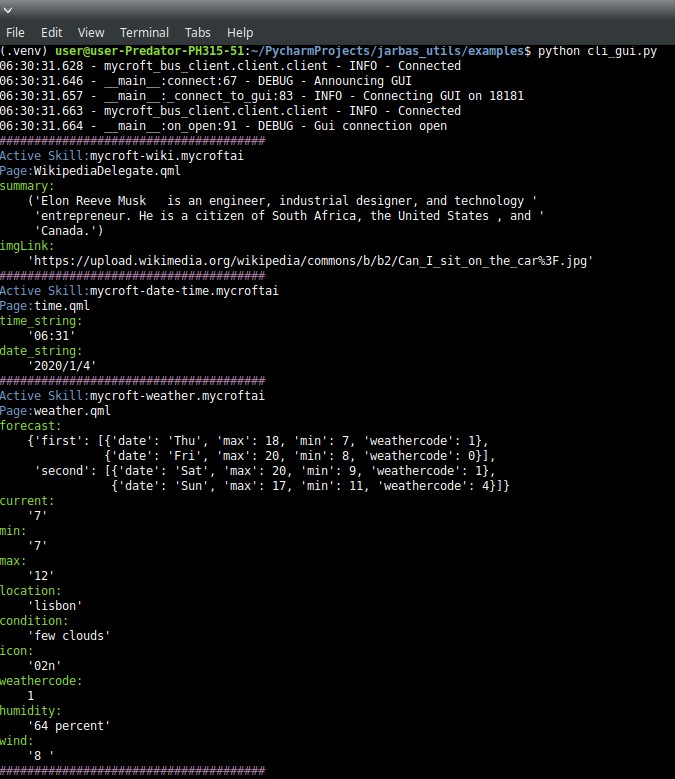 File Edit View Terminal Tabs Help
(.venv) user@user-Predator-PH315-51:~/PycharmProjects/jarbas_utils/examples$ python cli_gui.py
06:30:31.628 - mycroft_bus_client.client.client - INFO - Connected
06:30:31.646 - __main__:connect:67 - DEBUG - Announcing GUI
06:30:31.657 - __main__:_connect_to_gui:83 - INFO - Connecting GUI on 18181
06:30:31.663 - mycroft_bus_client.client.client - INFO - Connected
06:30:31.664 - __main__:on_open:91 - DEBUG - Gui connection open
######################################
Active Skill:mycroft-wiki.mycroftai
Page:WikipediaDelegate.qml
summary:
    ('Elon Reeve Musk   is an engineer, industrial designer, and technology '
     'entrepreneur. He is a citizen of South Africa, the United States , and '
     'Canada.')
imgLink:
    'https://upload.wikimedia.org/wikipedia/commons/b/b2/Can_I_sit_on_the_car%3F.jpg'
######################################
Active Skill:mycroft-date-time.mycroftai
Page:time.qml
time_string:
    '06:31'
date_string:
    '2020/1/4'
######################################
Active Skill:mycroft-weather.mycroftai
Page:weather.qml
forecast:
    {'first': [{'date': 'Thu', 'max': 18, 'min': 7, 'weathercode': 1},
               {'date': 'Fri', 'max': 20, 'min': 8, 'weathercode': 0}],
     'second': [{'date': 'Sat', 'max': 20, 'min': 9, 'weathercode': 1},
                {'date': 'Sun', 'max': 17, 'min': 11, 'weathercode': 4}]}
current:
    '7'
min:
    '7'
max:
    '12'
location:
    'lisbon'
condition:
    'few clouds'
icon:
    '02n'
weathercode:
    1
humidity:
    '64 percent'
wind:
    '8 '
######################################